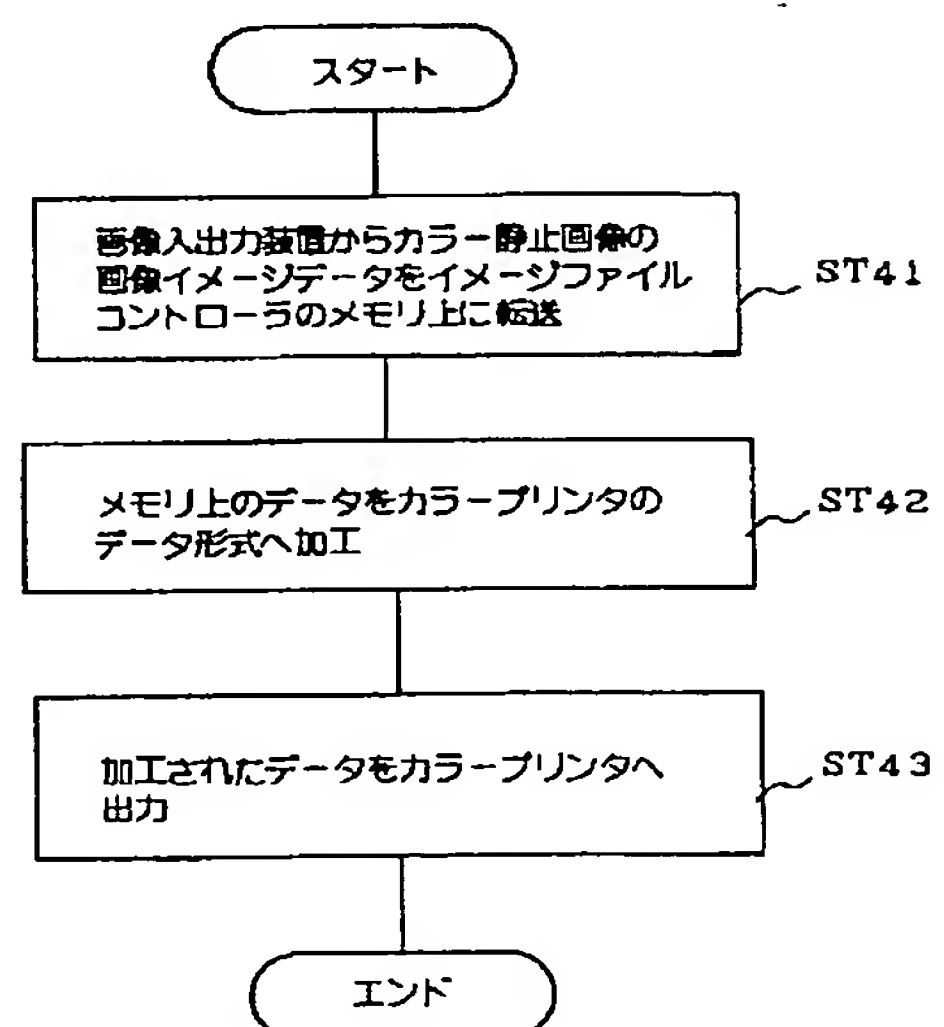 スタート
画像入出力装置からカラー静止画像の
画像イメージデータをイメージファイル
コントローラのメモリ上に転送
ST41
メモリ上のデータをカラープリンタの
データ形式へ加工
ST42
加工されたデータをカラープリンタへ
出力
ST43
エンド